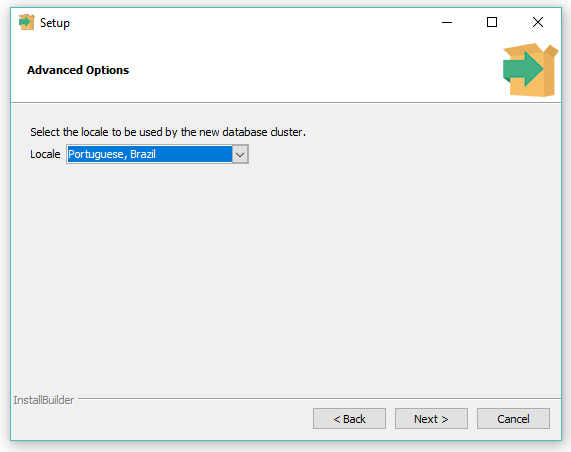 Setup
Advanced Options
Select the locale to be used by the new database cluster.
Locale Portuguese, Brazil
InstallBuilder
< Back Next > Cancel